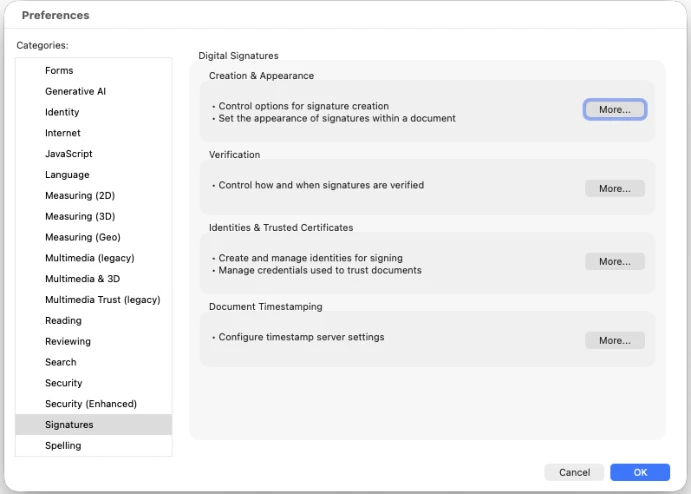 Preferences
Categories:
Forms
Generative AI
Identity
Internet
JavaScript
Language
Measuring (2D)
Measuring (3D)
Measuring (Geo)
Multimedia (legacy)
Multimedia & 3D
Multimedia Trust (legacy)
Reading
Reviewing
Search
Security
Security (Enhanced)
Signatures
Spelling
Digital Signatures
Creation & Appearance
• Control options for signature creation
• Set the appearance of signatures within a document
More...
Verification
• Control how and when signatures are verified
More...
Identities & Trusted Certificates
• Create and manage identities for signing
• Manage credentials used to trust documents
More...
Document Timestamping
• Configure timestamp server settings
More...
Cancel
OK